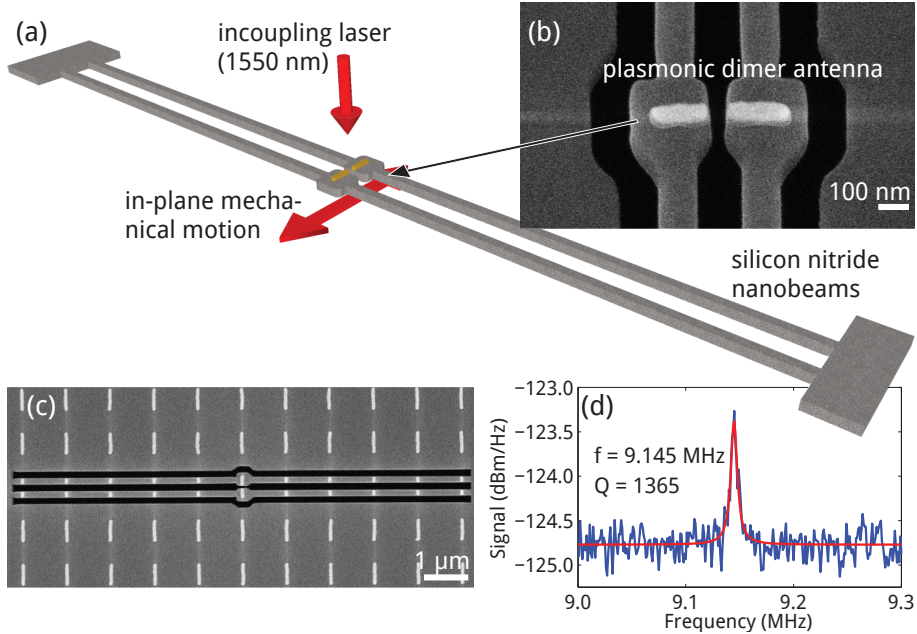 (a)
incoupling laser
(1550 nm)
in-plane mecha-
nical motion
(b)
plasmonic dimer antenna
100 nm
silicon nitride
nanobeams
(c)
1 μm
(d)
f = 9.145 MHz
Q = 1365
Signal (dBm/Hz)
−123.0
−123.5
−124.0
−124.5
−125.0
9.0
9.1
9.2
9.3
Frequency (MHz)